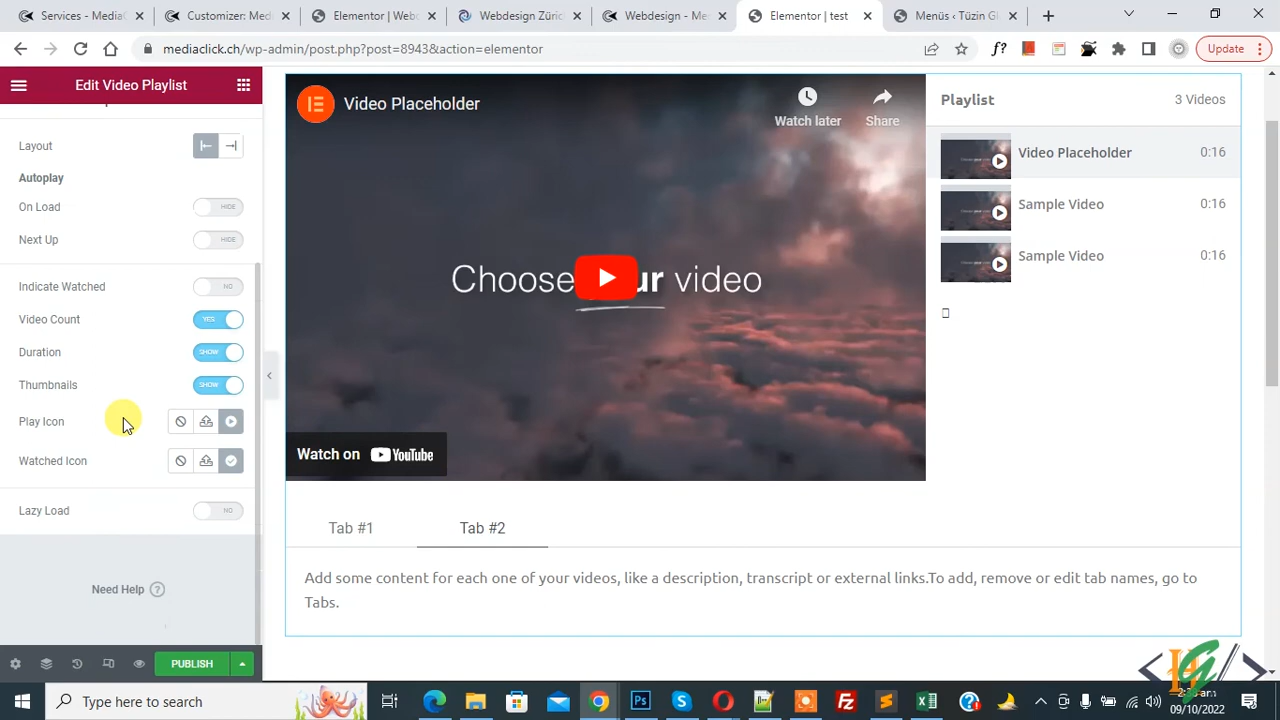 Services - MediaC
Customizer: Med
Elementor | Web
Webdesign Züric
Webdesign - Me
Elementor | test
Menüs ‹ Tüzin Gl
mediaclick.ch/wp-admin/post.php?post=8943&action=elementor
f?
Update
Edit Video Playlist
Layout
Autoplay
On Load
HIDE
Next Up
HIDE
Indicate Watched
NO
Video Count
YES
Duration
SHOW
Thumbnails
SHOW
Play Icon
Watched Icon
Lazy Load
NO
Need Help ?
PUBLISH
Video Placeholder
Watch later
Share
Choose your video
Watch on YouTube
Playlist
3 Videos
Video Placeholder
0:16
Sample Video
0:16
Sample Video
0:16
Tab #1
Tab #2
Add some content for each one of your videos, like a description, transcript or external links.To add, remove or edit tab names, go to
Tabs.
Type here to search
Ps
09/10/2022